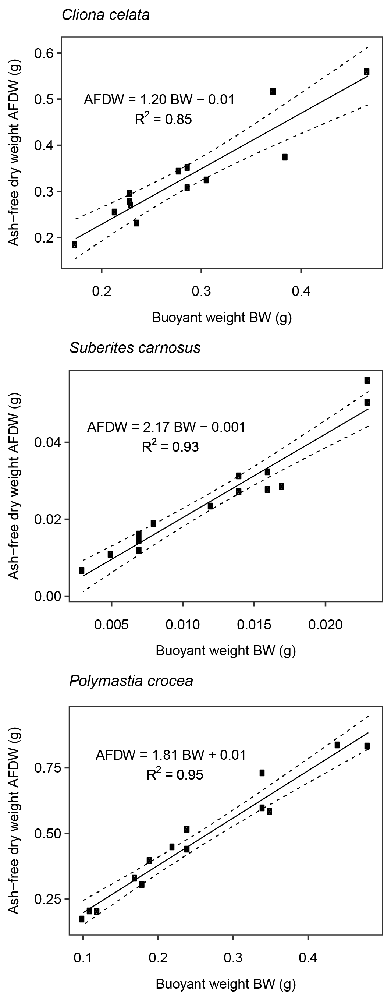 Cliona celata
Ash−free dry weight AFDW (g)
0.6
0.5
0.4
0.3
0.2
AFDW = 1.20 BW − 0.01
R² = 0.85
0.2 0.3 0.4
Buoyant weight BW (g)
Suberites carnosus
Ash−free dry weight AFDW (g)
0.04
0.02
0.00
AFDW = 2.17 BW − 0.001
R² = 0.93
0.005 0.010 0.015 0.020
Buoyant weight BW (g)
Polymastia crocea
Ash−free dry weight AFDW (g)
0.75
0.50
0.25
AFDW = 1.81 BW + 0.01
R² = 0.95
0.1 0.2 0.3 0.4
Buoyant weight BW (g)